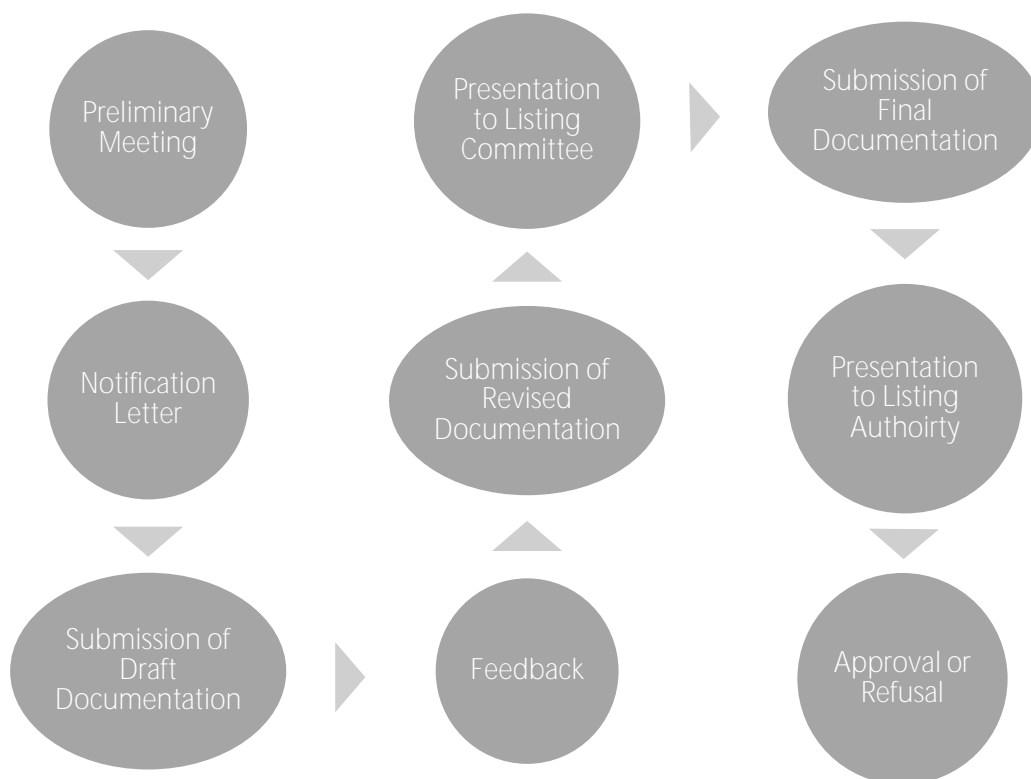 Preliminary
Meeting
Notification
Letter
Submission of
Draft
Documentation
Feedback
Submission of
Revised
Documentation
Presentation
to Listing
Committee
Submission of
Final
Documentation
Presentation
to Listing
Authoirty
Approval or
Refusal